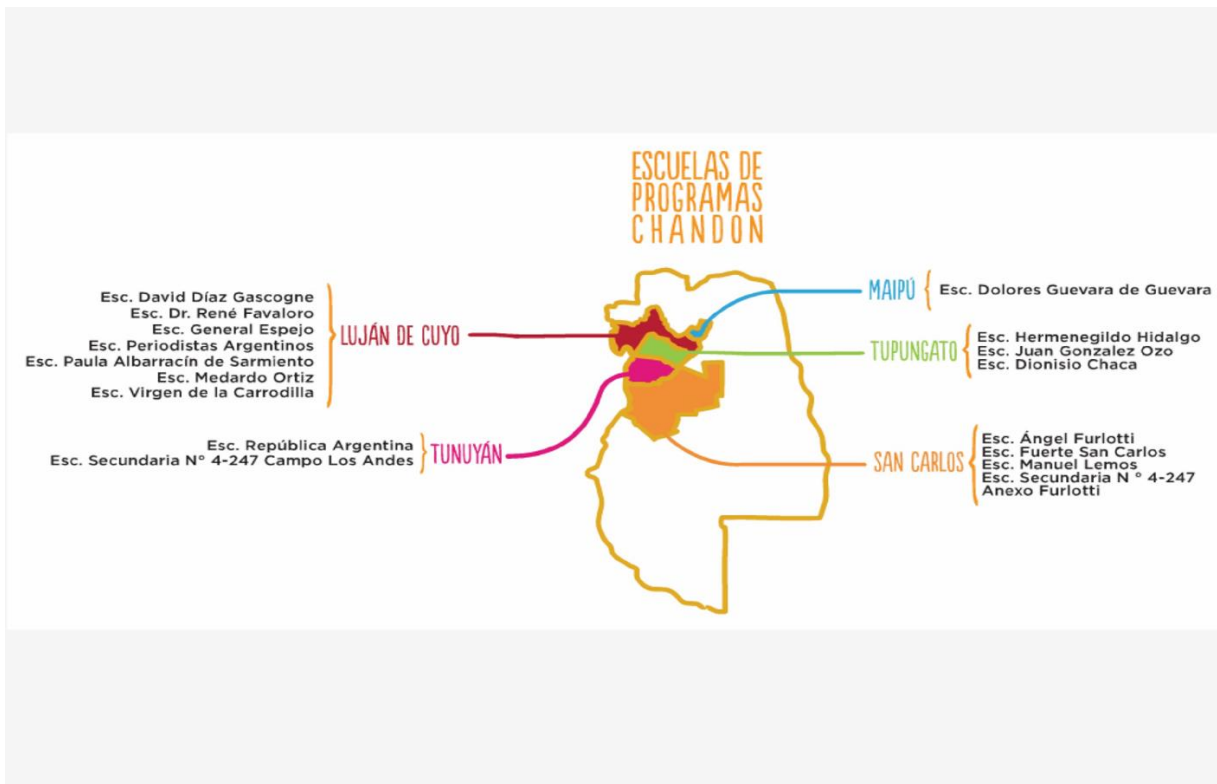 ESCUELAS DE
PROGRAMAS
CHANDON
Esc. David Díaz Gascogne
Esc. Dr. René Favaloro
Esc. General Espejo
Esc. Periodistas Argentinos
Esc. Paula Albarracín de Sarmiento
Esc. Medardo Ortiz
Esc. Virgen de la Carrodilla
LUJÁN DE CUYO
Esc. República Argentina
Esc. Secundaria N° 4-247 Campo Los Andes
TUNUYÁN
MAIPÚ
Esc. Dolores Guevara de Guevara
TUPUNGATO
Esc. Hermenegildo Hidalgo
Esc. Juan Gonzalez Ozo
Esc. Dionisio Chaca
SAN CARLOS
Esc. Ángel Furlotti
Esc. Fuerte San Carlos
Esc. Manuel Lemos
Esc. Secundaria N ° 4-247
Anexo Furlotti